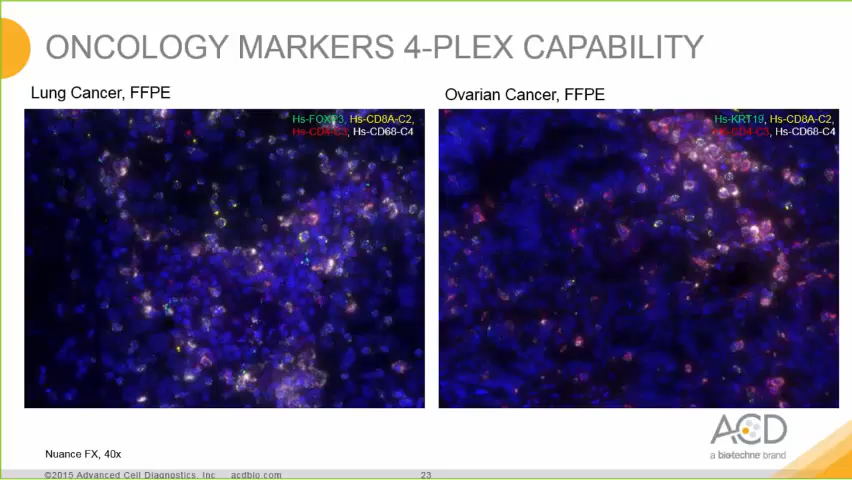 ONCOLOGY MARKERS 4-PLEX CAPABILITY
Lung Cancer, FFPE
Hs-FOXP3, Hs-CD8A-C2,
Hs-CD4-C3, Hs-CD68-C4
Ovarian Cancer, FFPE
Hs-KRT19, Hs-CD8A-C2,
Hs-CD4-C3, Hs-CD68-C4
ACD
a biotechne brand
Nuance FX, 40x
©2015 Advanced Cell Diagnostics, Inc acdbio.com 23